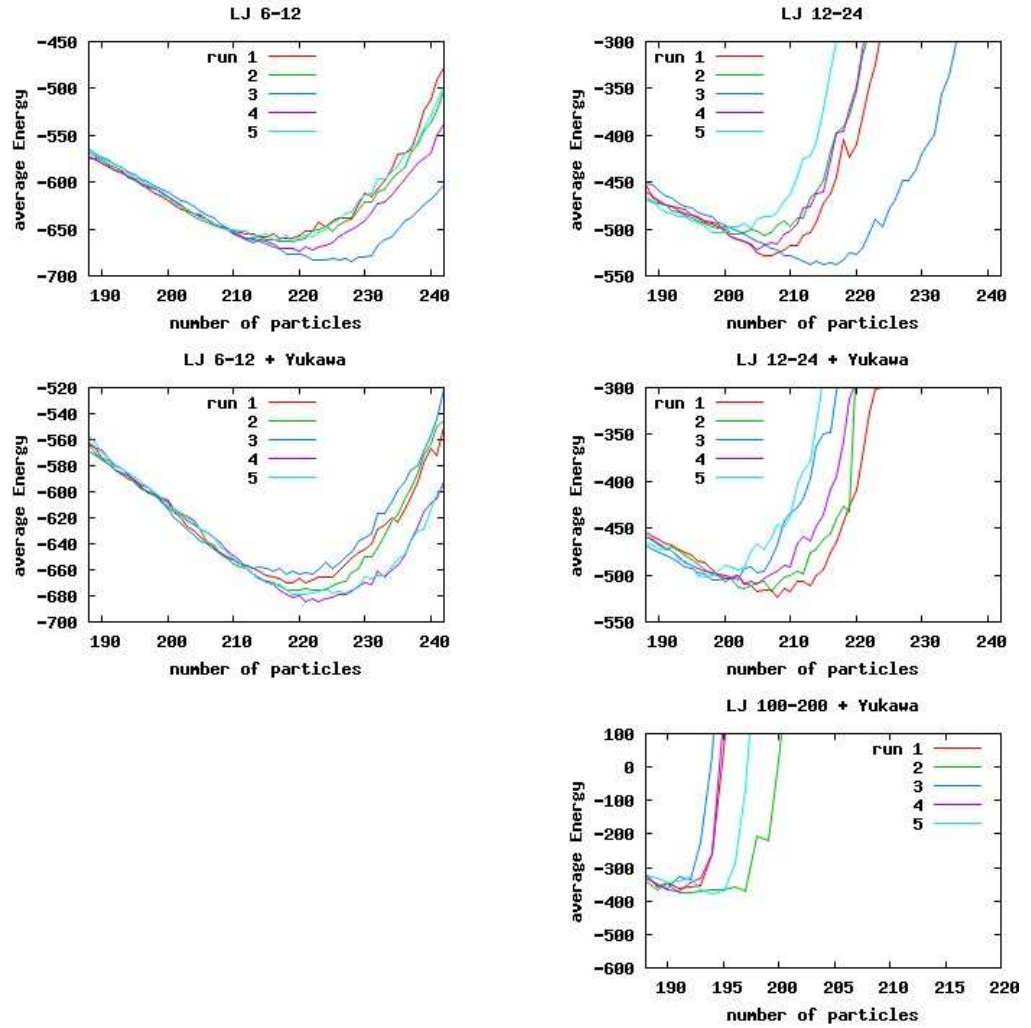 LJ 6-12
average Energy
-450
-500
-550
-600
-650
-700
run 1
2
3
4
5
190 200 210 220 230 240
number of particles
LJ 12-24
average Energy
-300
-350
-400
-450
-500
-550
run 1
2
3
4
5
190 200 210 220 230 240
number of particles
LJ 6-12 + Yukawa
average Energy
-520
-540
-560
-580
-600
-620
-640
-660
-680
-700
run 1
2
3
4
5
190 200 210 220 230 240
number of particles
LJ 12-24 + Yukawa
average Energy
-300
-350
-400
-450
-500
-550
run 1
2
3
4
5
190 200 210 220 230 240
number of particles
LJ 100-200 + Yukawa
average Energy
100
0
-100
-200
-300
-400
-500
-600
run 1
2
3
4
5
190 195 200 205 210 215 220
number of particles